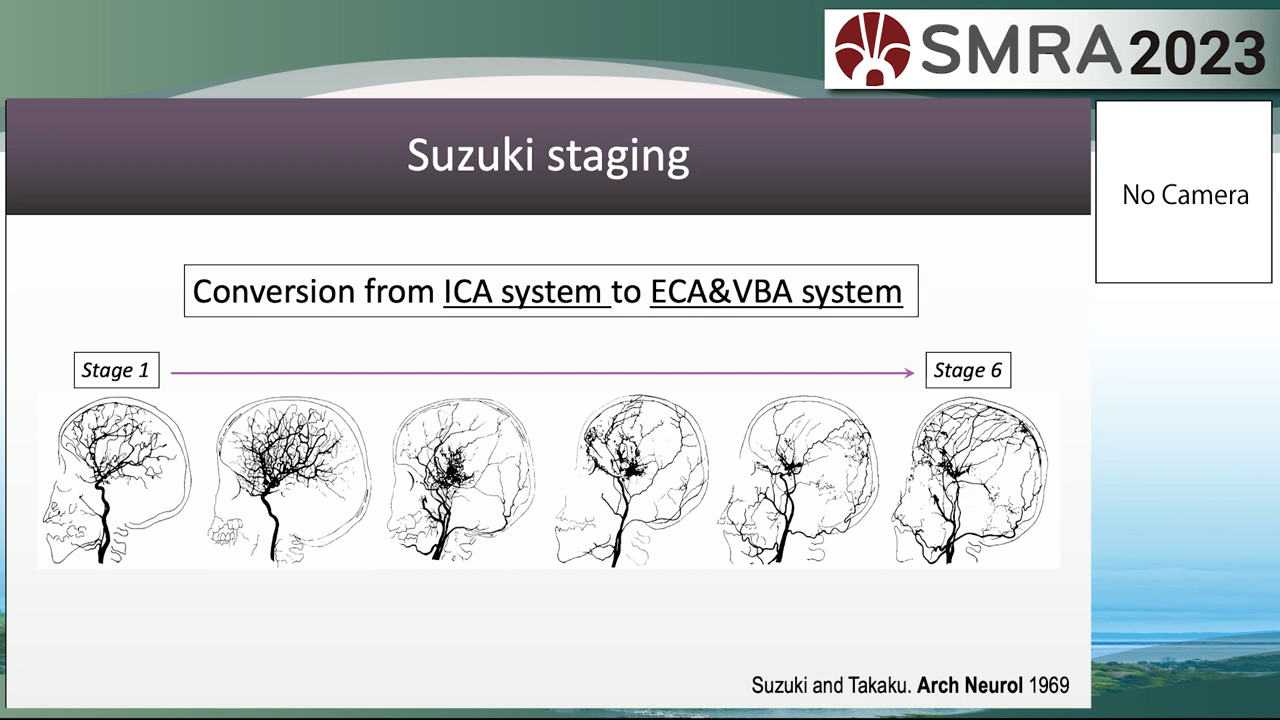 SMRA 2023
Suzuki staging
No Camera
Conversion from ICA system to ECA&VBA system
Stage 1
Stage 6
Suzuki and Takaku. Arch Neurol 1969